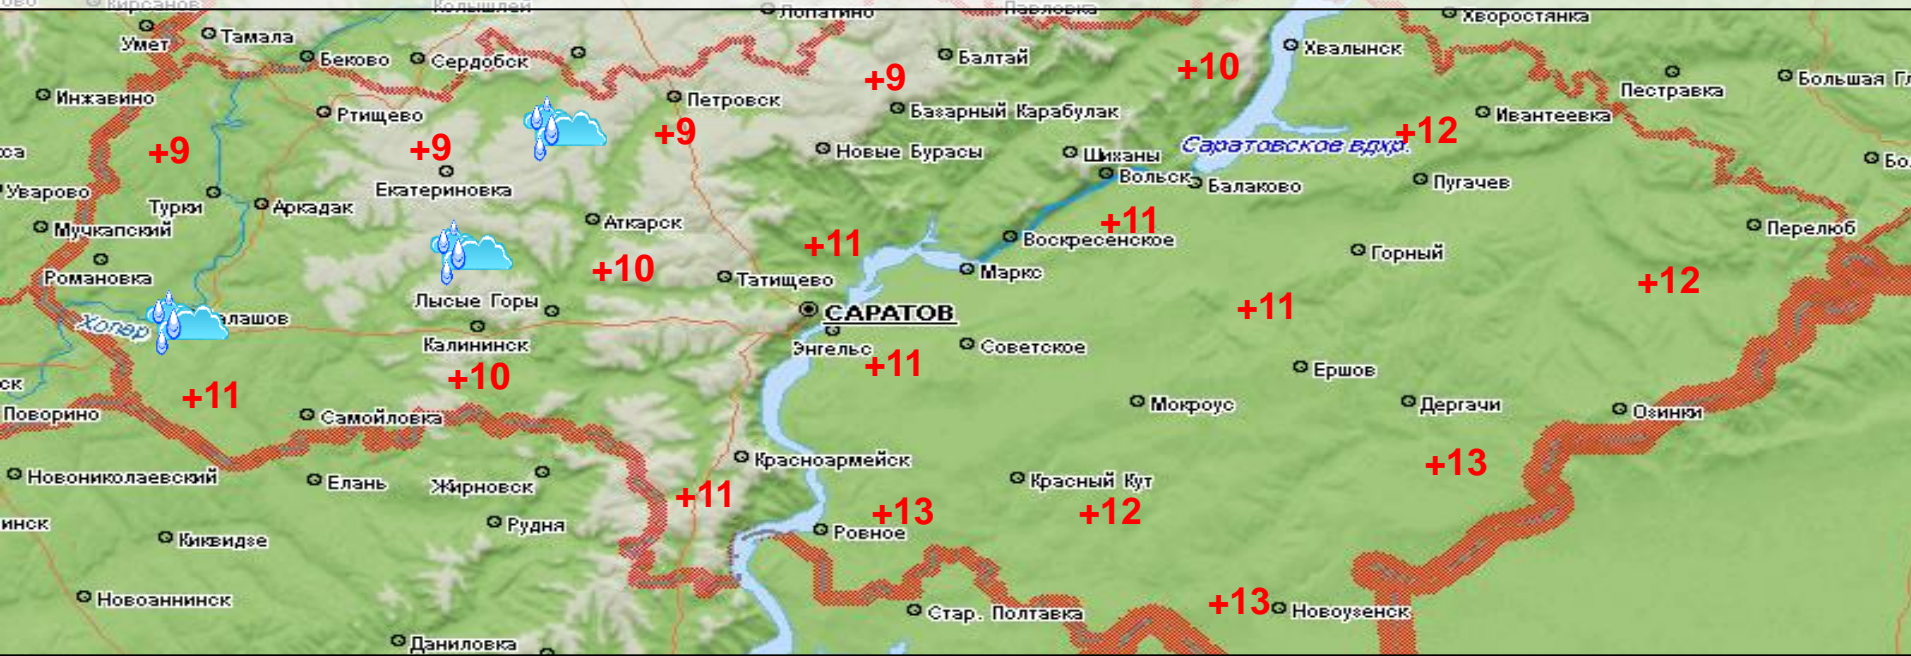 Кирсанов
Колышлей
Лопатино
Павловка
Хворостянка
Умет
Тамала
Беково
Сердобск
Балтай
Хвалынск
Пестравка
Большая Гл
Инжавино
Ртищево
Петровск
+9
Базарный Карабулак
+10
Ивантеевка
+9
+9
+9
Новые Бурасы
Шиханы
Саратовское вдхр.
+12
Бо.
Уварово
Турки
Аркадак
Екатериновка
Вольск
Балаково
Пугачев
Мучкапский
Аткарск
+11
+11
Воскресенское
Горный
Перелюб
Романовка
+10
Татищево
Маркс
+12
Хопер
алашов
Лысые Горы
САРАТОВ
+11
Калининск
Энгельс
+11
Советское
Ершов
ск
+11
+10
Поворино
Самойловка
Мокроус
Дергачи
Озинки
Новониколаевский
Елань
Жирновск
Красноармейск
+11
Красный Кут
+13
инск
Киквидзе
Рудня
+13
Ровное
+12
Новоаннинск
Стар. Полтавка
+13
Новоузенск
Даниловка